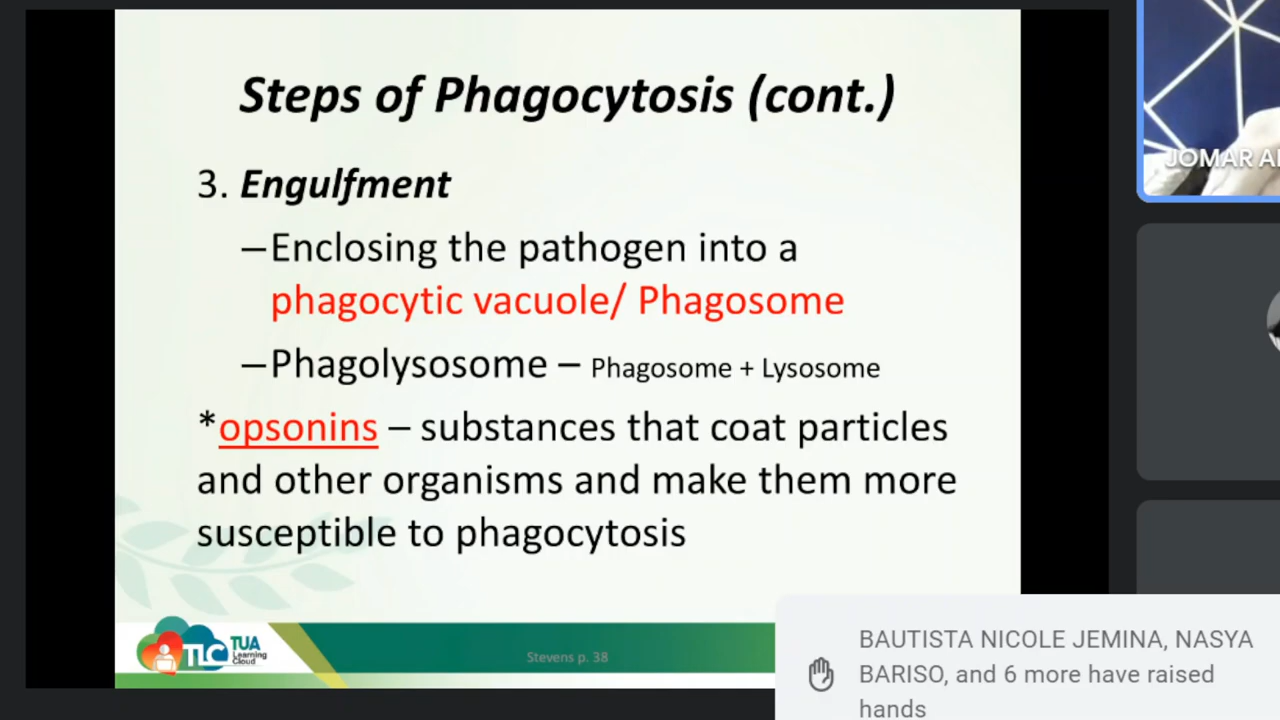 Steps of Phagocytosis (cont.)
3. Engulfment
–Enclosing the pathogen into a
phagocytic vacuole/ Phagosome
–Phagolysosome – Phagosome + Lysosome
*opsonins – substances that coat particles
and other organisms and make them more
susceptible to phagocytosis
TLC
TUA
Learning
Cloud
Stevens p. 38
JOMAR
BAUTISTA NICOLE JEMINA, NASYA
BARISO, and 6 more have raised
hands